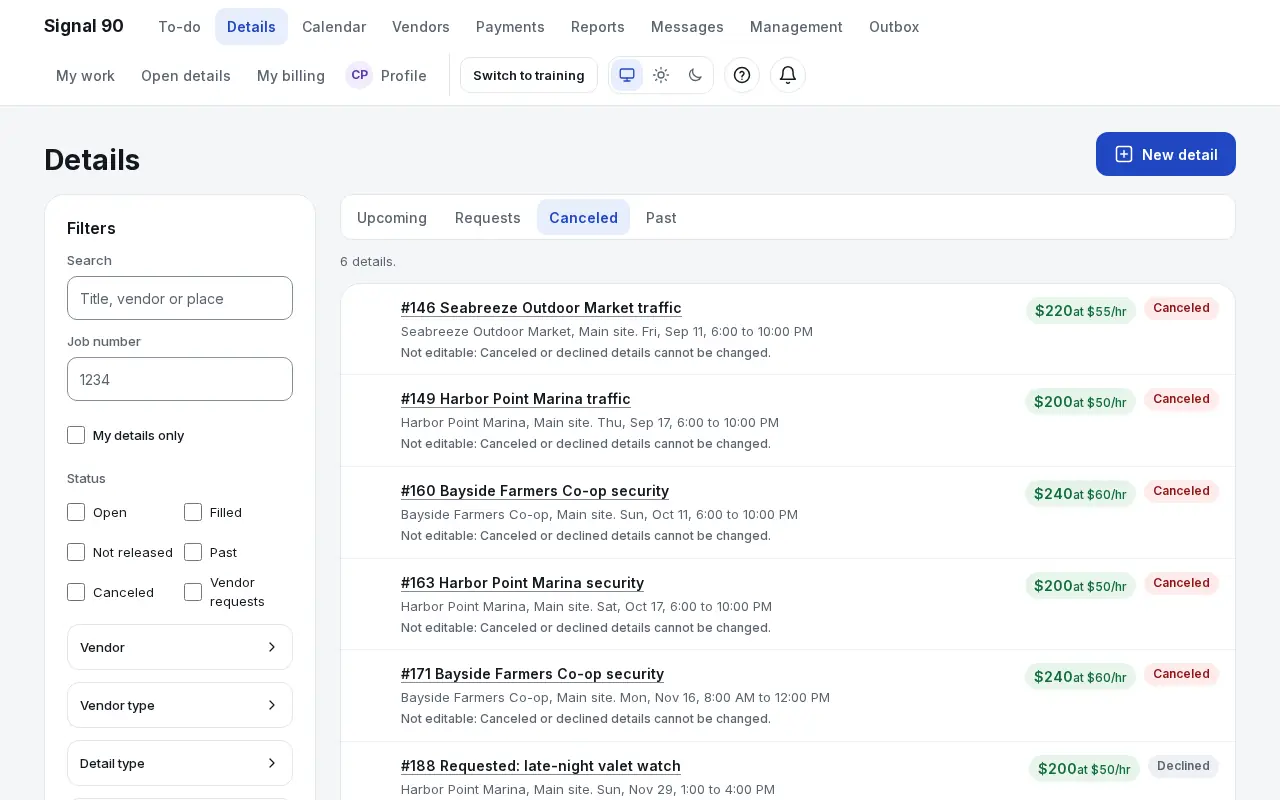 Signal 90
To-do
Details
Calendar
Vendors
Payments
Reports
Messages
Management
Outbox
My work
Open details
My billing
CP
Profile
Switch to training
Details
New detail
Filters
Search
Title, vendor or place
Job number
1234
My details only
Status
Open
Filled
Not released
Past
Canceled
Vendor
requests
Vendor
Vendor type
Detail type
Upcoming
Requests
Canceled
Past
6 details.
#146 Seabreeze Outdoor Market traffic
$220 at $55/hr
Canceled
Seabreeze Outdoor Market, Main site. Fri, Sep 11, 6:00 to 10:00 PM
Not editable: Canceled or declined details cannot be changed.
#149 Harbor Point Marina traffic
$200 at $50/hr
Canceled
Harbor Point Marina, Main site. Thu, Sep 17, 6:00 to 10:00 PM
Not editable: Canceled or declined details cannot be changed.
#160 Bayside Farmers Co-op security
$240 at $60/hr
Canceled
Bayside Farmers Co-op, Main site. Sun, Oct 11, 6:00 to 10:00 PM
Not editable: Canceled or declined details cannot be changed.
#163 Harbor Point Marina security
$200 at $50/hr
Canceled
Harbor Point Marina, Main site. Sat, Oct 17, 6:00 to 10:00 PM
Not editable: Canceled or declined details cannot be changed.
#171 Bayside Farmers Co-op security
$240 at $60/hr
Canceled
Bayside Farmers Co-op, Main site. Mon, Nov 16, 8:00 AM to 12:00 PM
Not editable: Canceled or declined details cannot be changed.
#188 Requested: late-night valet watch
$200 at $50/hr
Declined
Harbor Point Marina, Main site. Sun, Nov 29, 1:00 to 4:00 PM